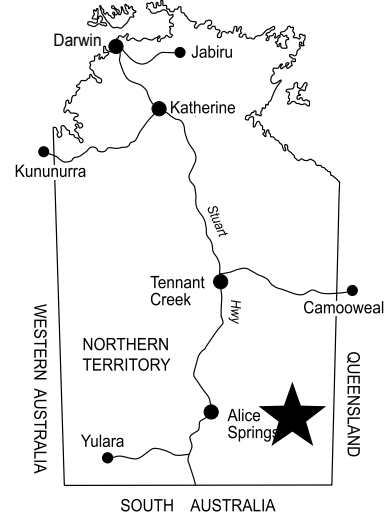 Darwin
Jabiru
Katherine
Kununurra
Stuart
Tennant
Creek
Hwy
Camooweal
WESTERN AUSTRALIA
NORTHERN
TERRITORY
QUEENSLAND
Alice
Springs
Yulara
SOUTH AUSTRALIA